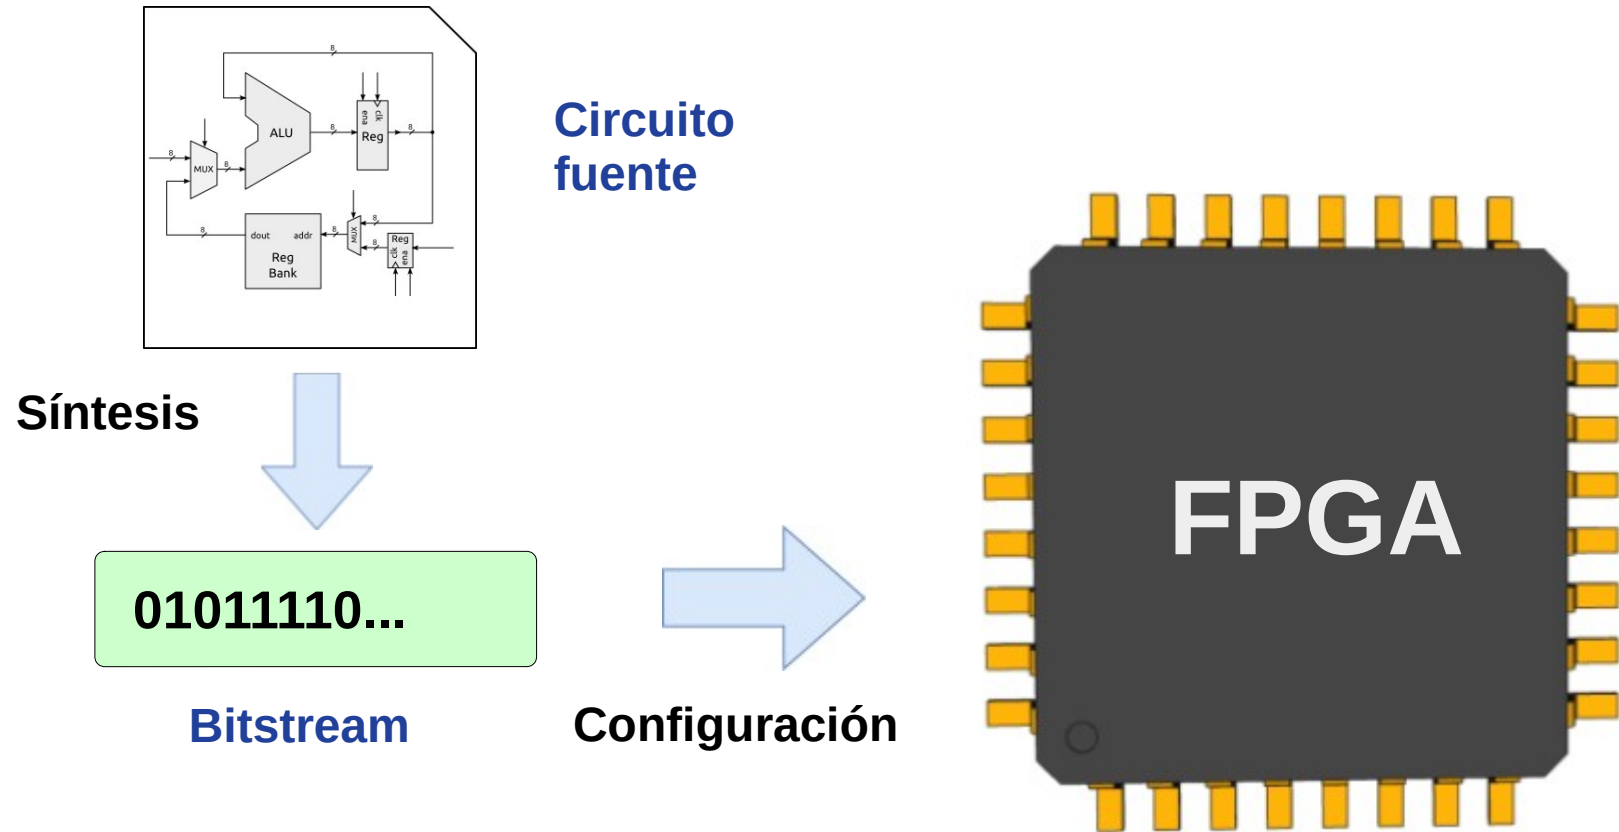 8
ALU
ena
clk
Reg
8
8
8
MUX
8
8
dout
addr
Reg
Bank
8
MUX
8
8
Reg
clk
ena
Circuito
fuente
Síntesis
01011110...
Bitstream
Configuración
FPGA